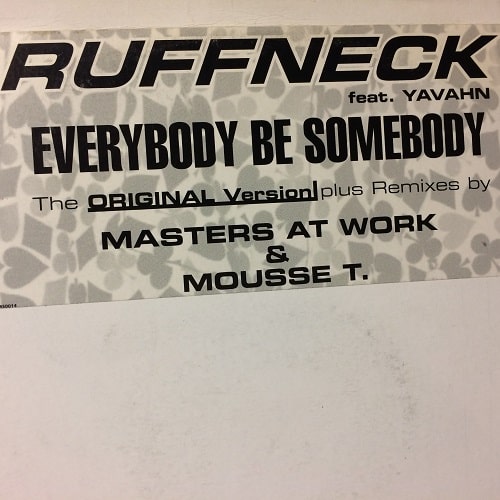 RUFFNECK
feat. YAVAHN
EVERYBODY BE SOMEBODY
The ORIGINAL Version plus Remixes by
MASTERS AT WORK
&
MOUSSE T.